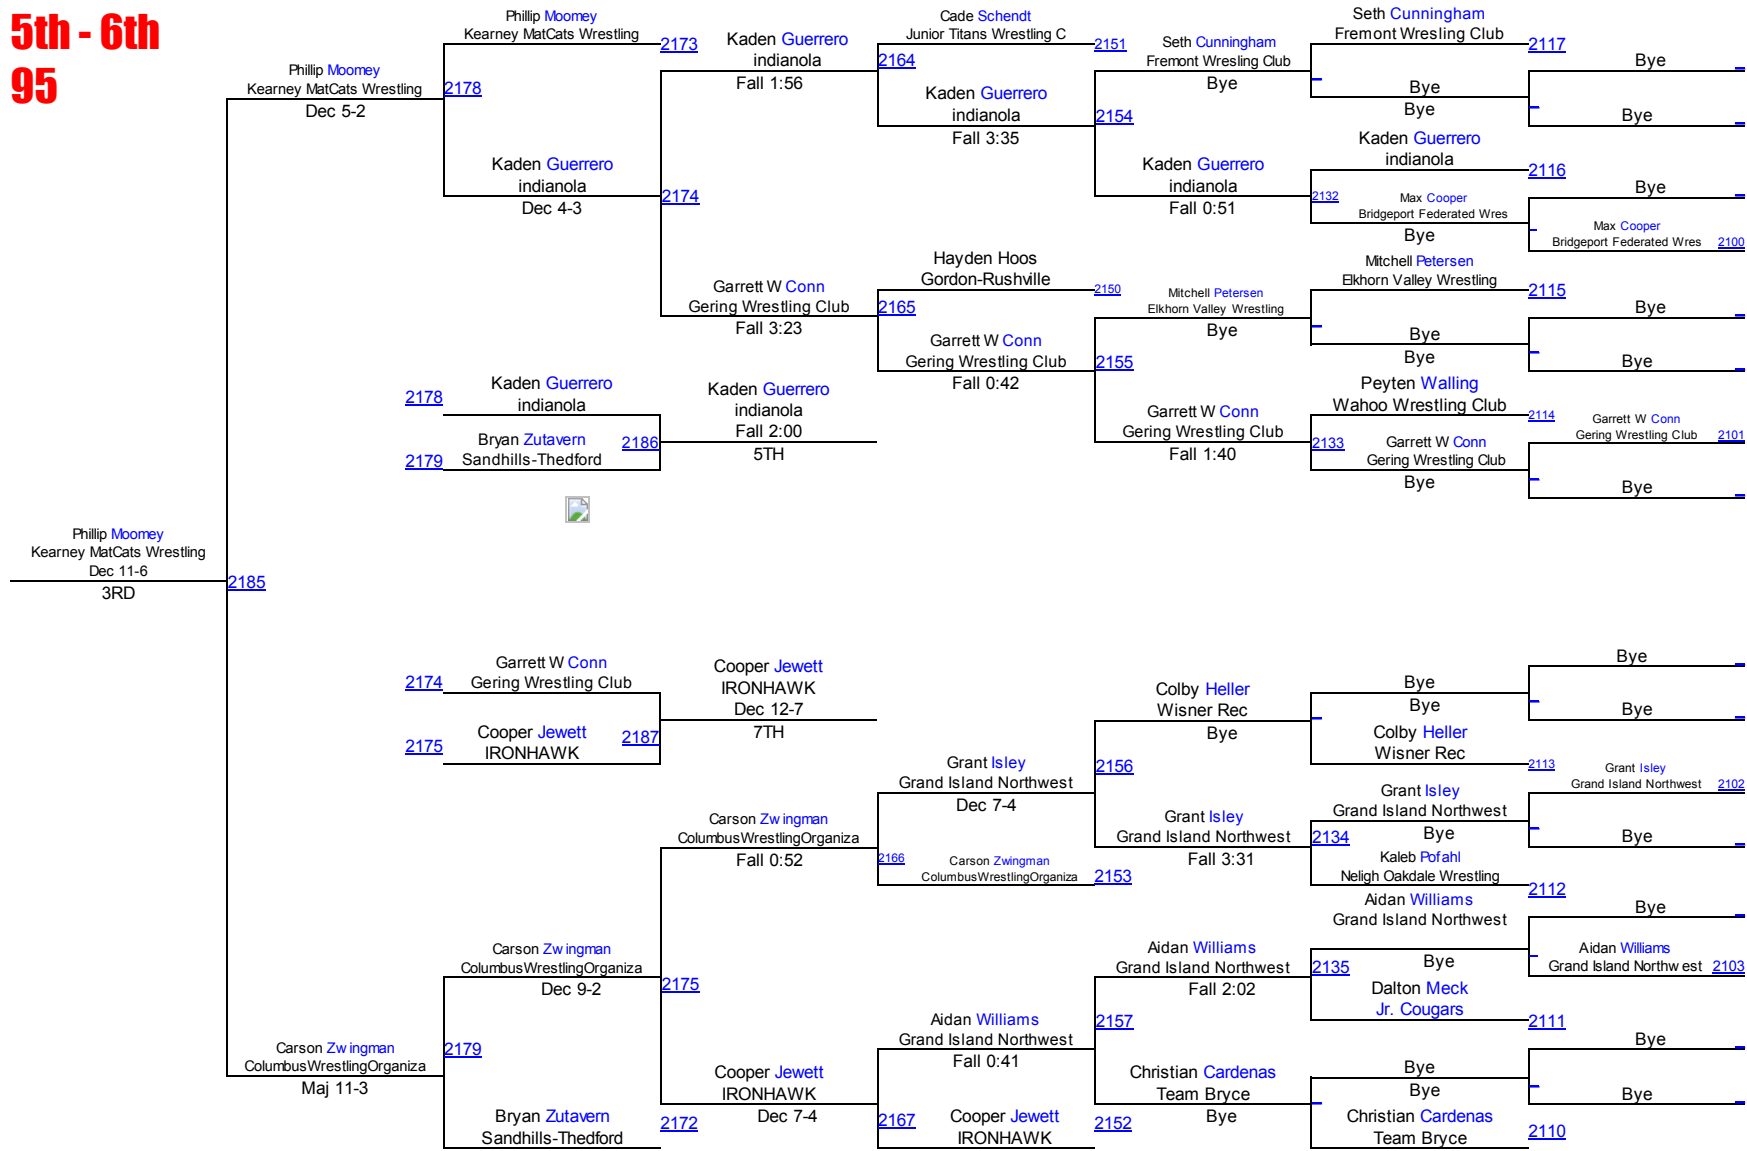 5th - 6th
95
Phillip Moomey
Kearney MatCats Wrestling
2173
Kaden Guerrero
indianola
Fall 1:56
Cade Schendt
Junior Titans Wrestling C
2151
Seth Cunningham
Fremont Wresling Club
Bye
Seth Cunningham
Fremont Wresling Club
2117
Bye
Bye
Bye
Bye
Phillip Moomey
Kearney MatCats Wrestling
Dec 5-2
2178
2164
Kaden Guerrero
indianola
Fall 3:35
2154
Kaden Guerrero
indianola
2116
Bye
Kaden Guerrero
indianola
Dec 4-3
2174
Kaden Guerrero
indianola
Fall 0:51
2132
Max Cooper
Bridgeport Federated Wres
Bye
Max Cooper
Bridgeport Federated Wres
2100
Hayden Hoos
Gordon-Rushville
2150
Mitchell Petersen
Elkhorn Valley Wrestling
Bye
Mitchell Petersen
Elkhorn Valley Wrestling
2115
Bye
Bye
Bye
Bye
Garrett W Conn
Gering Wrestling Club
Fall 3:23
2165
Garrett W Conn
Gering Wrestling Club
Fall 0:42
2155
Peyten Walling
Wahoo Wrestling Club
2114
Garrett W Conn
Gering Wrestling Club
2101
2178
Kaden Guerrero
indianola
Kaden Guerrero
indianola
Fall 2:00
5TH
Bryan Zutavern
Sandhills-Thedford
2186
2179
Garrett W Conn
Gering Wrestling Club
Fall 1:40
2133
Garrett W Conn
Gering Wrestling Club
Bye
Bye
Phillip Moomey
Kearney MatCats Wrestling
Dec 11-6
3RD
2185
2174
Garrett W Conn
Gering Wrestling Club
Cooper Jewett
IRONHAWK
Dec 12-7
7TH
2175
Cooper Jewett
IRONHAWK
2187
Colby Heller
Wisner Rec
Bye
Bye
Bye
Bye
Bye
Colby Heller
Wisner Rec
2113
Grant Isley
Grand Island Northwest
2102
Grant Isley
Grand Island Northwest
Dec 7-4
2156
Grant Isley
Grand Island Northwest
Bye
Bye
Carson Zwingman
ColumbusWrestlingOrganiza
Fall 0:52
2166
Carson Zwingman
ColumbusWrestlingOrganiza
2153
Grant Isley
Grand Island Northwest
Fall 3:31
2134
Kaleb Pofahl
Neligh Oakdale Wrestling
2112
Aidan Williams
Grand Island Northwest
Bye
Bye
Aidan Williams
Grand Island Northwest
2103
Carson Zwingman
ColumbusWrestlingOrganiza
Dec 9-2
2175
Aidan Williams
Grand Island Northwest
Fall 2:02
2135
Dalton Meck
Jr. Cougars
2111
Carson Zwingman
ColumbusWrestlingOrganiza
Maj 11-3
2179
Aidan Williams
Grand Island Northwest
Fall 0:41
2157
Bye
Bye
Bye
Bye
Cooper Jewett
IRONHAWK
Dec 7-4
2167
Christian Cardenas
Team Bryce
Bye
Bryan Zutavern
Sandhills-Thedford
2172
Cooper Jewett
IRONHAWK
2152
Christian Cardenas
Team Bryce
2110